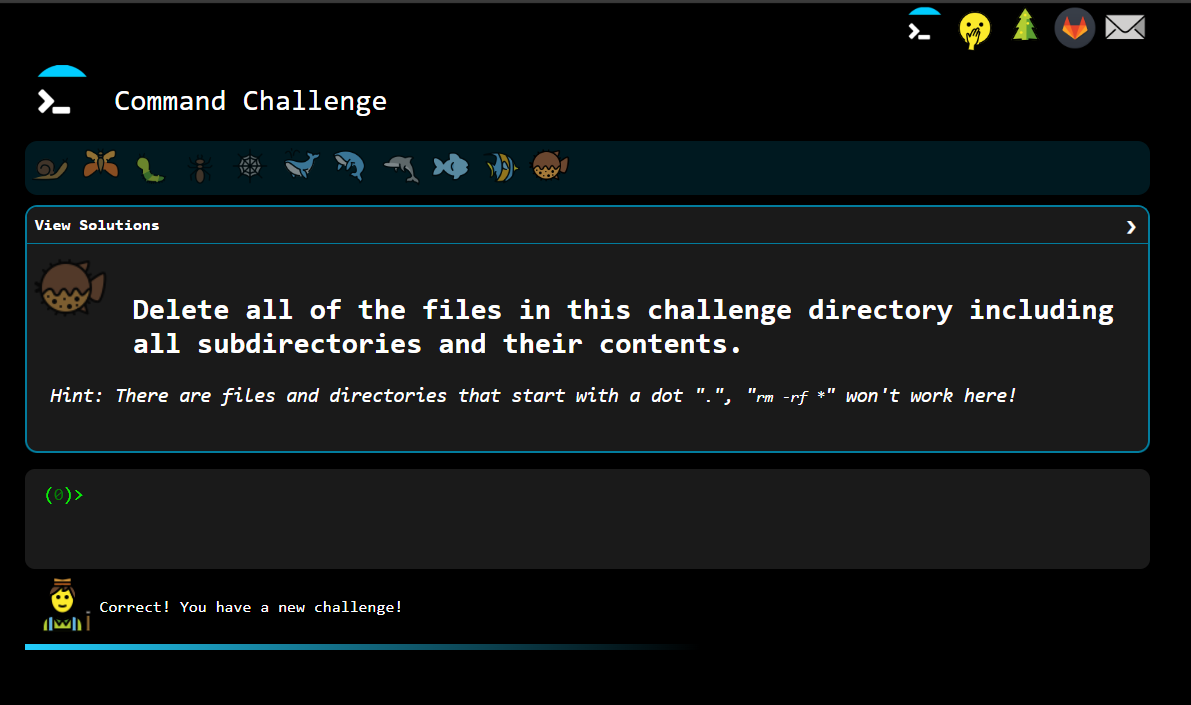 Command Challenge
View Solutions
Delete all of the files in this challenge directory including
all subdirectories and their contents.
Hint: There are files and directories that start with a dot ".", "rm -rf *" won't work here!
(0)>
Correct! You have a new challenge!